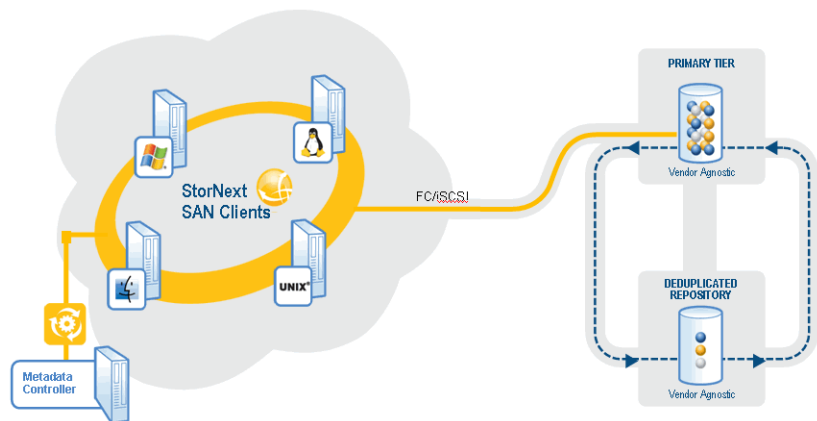 PRIMARY TIER
Vendor Agnostic
StorNext
SAN Clients
FC/iSCSI
UNIX®
DEDUPLICATED
REPOSITORY
Vendor Agnostic
Metadata
Controller